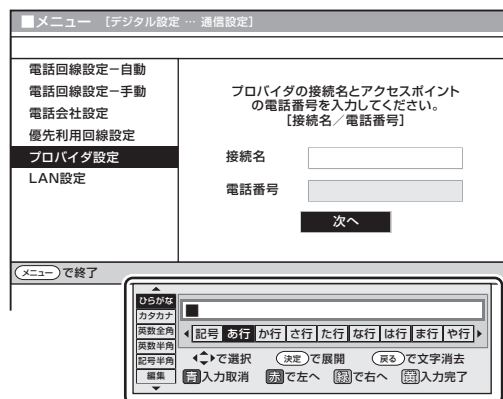 ■メニュー [デジタル設定 … 通信設定]
電話回線設定－自動
電話回線設定－手動
電話会社設定
優先利用回線設定
プロバイダ設定
LAN設定
プロバイダの接続名とアクセスポイント
の電話番号を入力してください。
[接続名／電話番号]
接続名
電話番号
次へ
メニューで終了
ひらがな
カタカナ
英数全角
英数半角
記号半角
編集
記号 あ行 か行 さ行 た行 な行 は行 ま行 や行
で選択 決定で展開 戻るで文字消去
青入力取消 赤で左へ 緑で右へ 黄入力完了